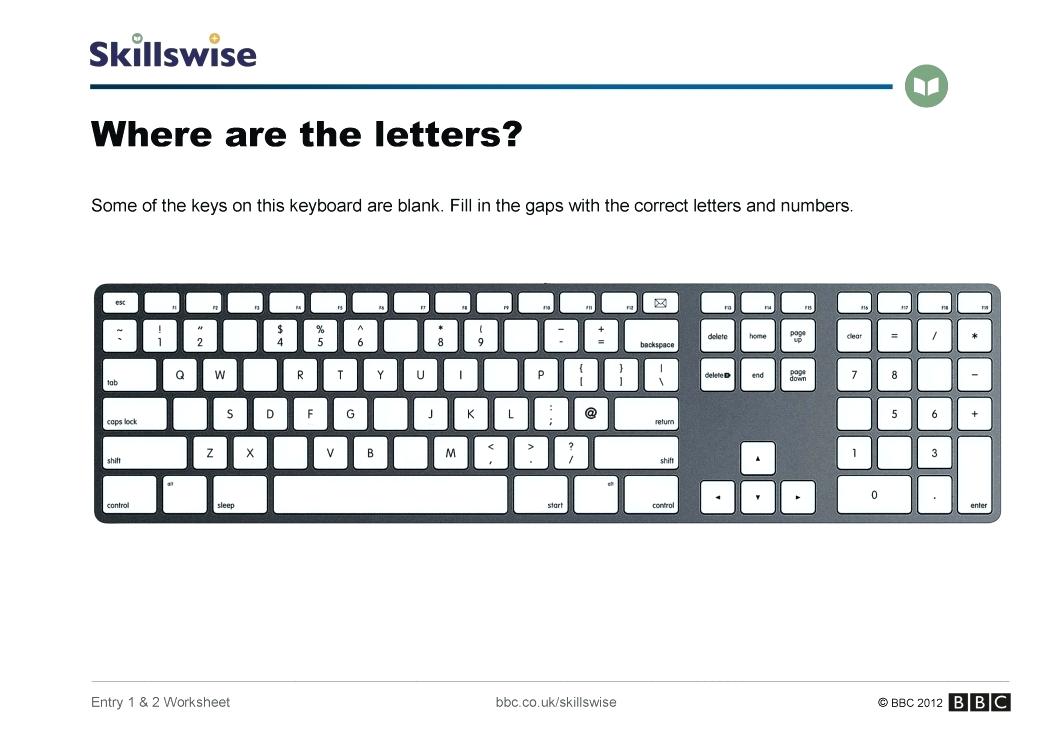 Skillswise
Where are the letters?
Some of the keys on this keyboard are blank. Fill in the gaps with the correct letters and numbers.
esc F1 F2 F3 F4 F5 F6 F7 F8 F9 F10 F11 F12 F13 F14 F15 F16 F17 F18 F19
~ ! " $ % ^ * ( – +
` 1 2 4 5 6 8 9 - = backspace delete home page up clear = / *
tab Q W R T Y U I P { [ } ] | \ delete end page down 7 8 –
caps lock S D F G J K L : ; @ return 5 6 +
shift Z X V B M < , > . ? / shift ▲ 1 3
control alt sleep start alt control ◄ ▼ ► 0 . enter
Entry 1 & 2 Worksheet
bbc.co.uk/skillswise
© BBC 2012 BBC